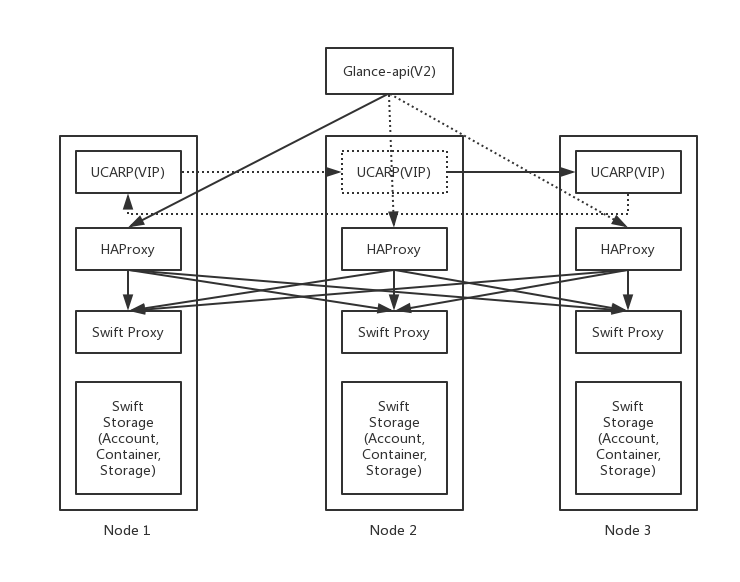 Glance-api(V2)
UCARP(VIP)
UCARP(VIP)
UCARP(VIP)
HAProxy
HAProxy
HAProxy
Swift Proxy
Swift Proxy
Swift Proxy
Swift
Storage
(Account,
Container,
Storage)
Swift
Storage
(Account,
Container,
Storage)
Swift
Storage
(Account,
Container,
Storage)
Node 1
Node 2
Node 3